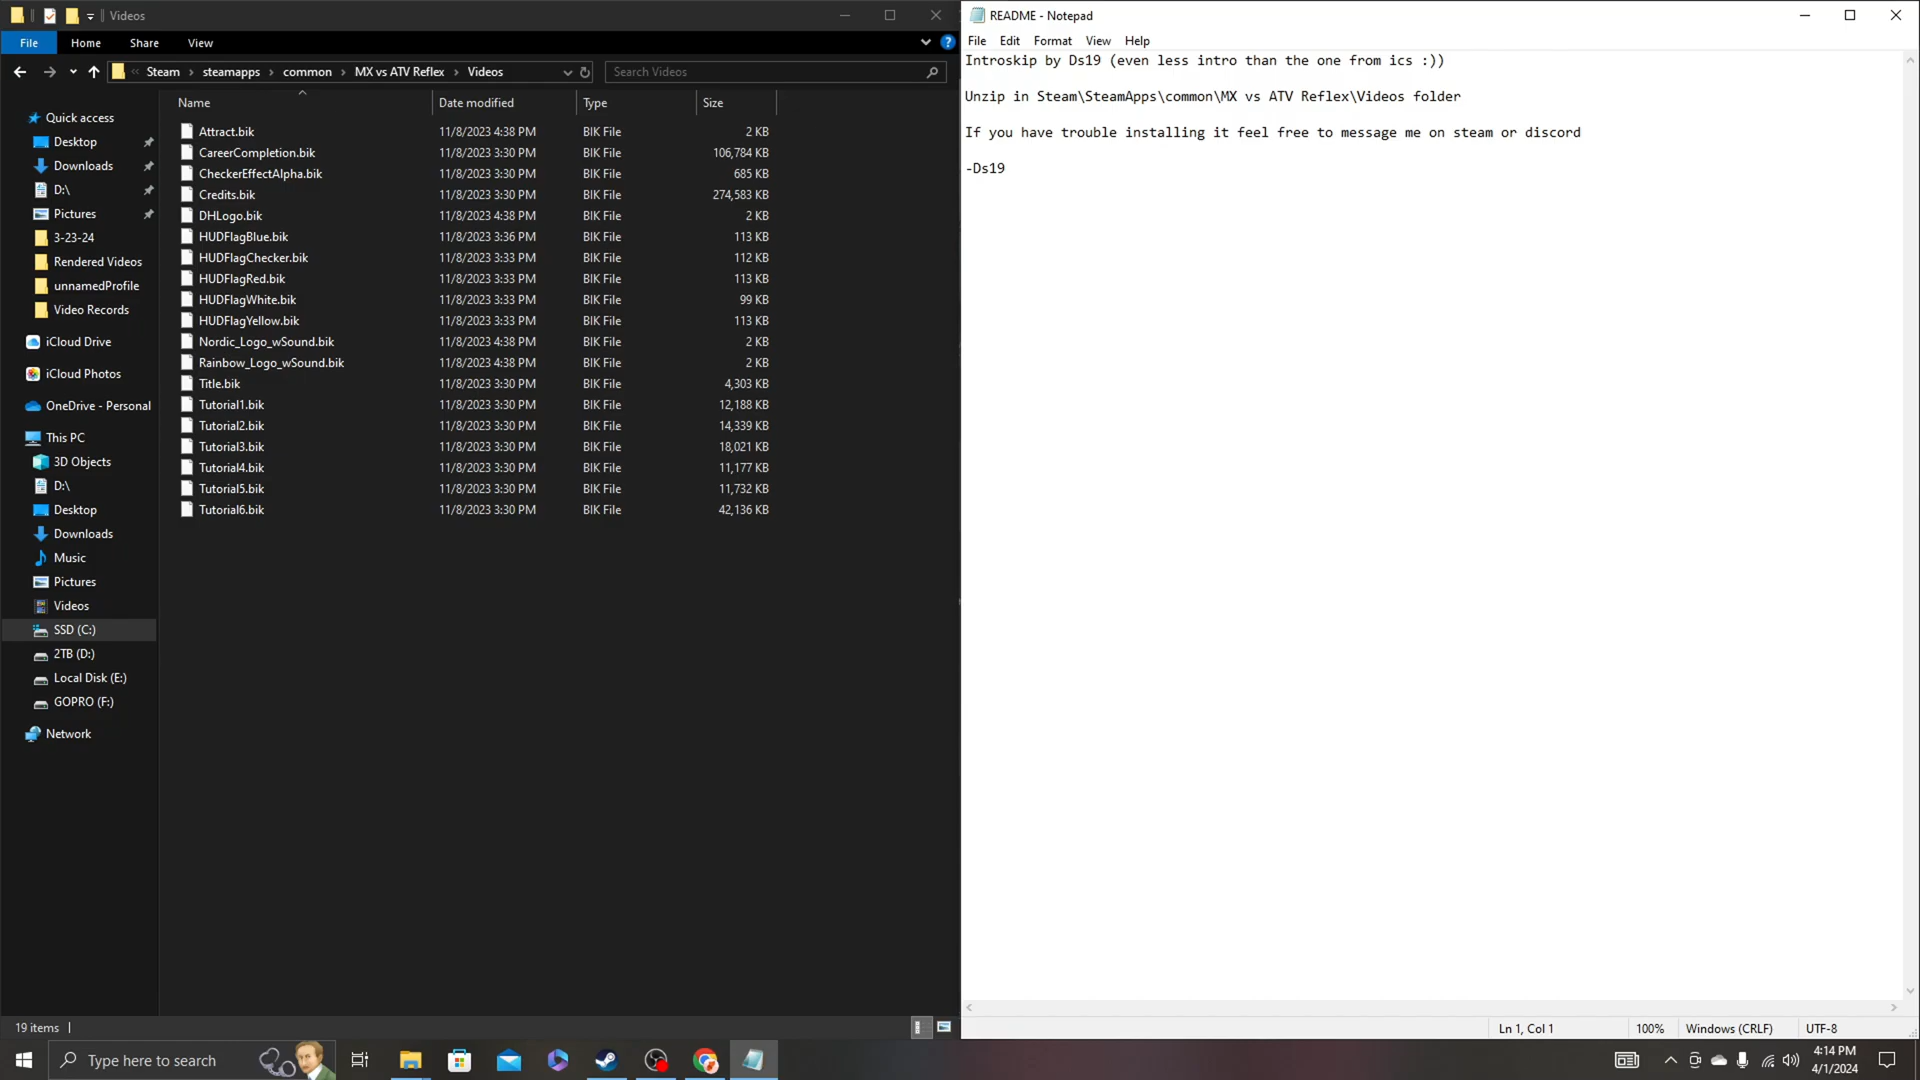 Videos
File Home Share View
Steam › steamapps › common › MX vs ATV Reflex › Videos
Search Videos
Name Date modified Type Size
Attract.bik 11/8/2023 4:38 PM BIK File 2 KB
CareerCompletion.bik 11/8/2023 3:30 PM BIK File 106,784 KB
CheckerEffectAlpha.bik 11/8/2023 3:30 PM BIK File 685 KB
Credits.bik 11/8/2023 3:30 PM BIK File 274,583 KB
DHLogo.bik 11/8/2023 4:38 PM BIK File 2 KB
HUDFlagBlue.bik 11/8/2023 3:36 PM BIK File 113 KB
HUDFlagChecker.bik 11/8/2023 3:33 PM BIK File 112 KB
HUDFlagRed.bik 11/8/2023 3:33 PM BIK File 113 KB
HUDFlagWhite.bik 11/8/2023 3:33 PM BIK File 99 KB
HUDFlagYellow.bik 11/8/2023 3:33 PM BIK File 113 KB
Nordic_Logo_wSound.bik 11/8/2023 4:38 PM BIK File 2 KB
Rainbow_Logo_wSound.bik 11/8/2023 4:38 PM BIK File 2 KB
Title.bik 11/8/2023 3:30 PM BIK File 4,303 KB
Tutorial1.bik 11/8/2023 3:30 PM BIK File 12,188 KB
Tutorial2.bik 11/8/2023 3:30 PM BIK File 14,339 KB
Tutorial3.bik 11/8/2023 3:30 PM BIK File 18,021 KB
Tutorial4.bik 11/8/2023 3:30 PM BIK File 11,177 KB
Tutorial5.bik 11/8/2023 3:30 PM BIK File 11,732 KB
Tutorial6.bik 11/8/2023 3:30 PM BIK File 42,136 KB
Quick access
Desktop
Downloads
D:\
Pictures
3-23-24
Rendered Videos
unnamedProfile
Video Records
iCloud Drive
iCloud Photos
OneDrive - Personal
This PC
3D Objects
D:\
Desktop
Downloads
Music
Pictures
Videos
SSD (C:)
2TB (D:)
Local Disk (E:)
GOPRO (F:)
Network
19 items
README - Notepad
File Edit Format View Help
Introskip by Ds19 (even less intro than the one from ics :))
Unzip in Steam\SteamApps\common\MX vs ATV Reflex\Videos folder
If you have trouble installing it feel free to message me on steam or discord
-Ds19
Ln 1, Col 1 100% Windows (CRLF) UTF-8
Type here to search
4:14 PM
4/1/2024